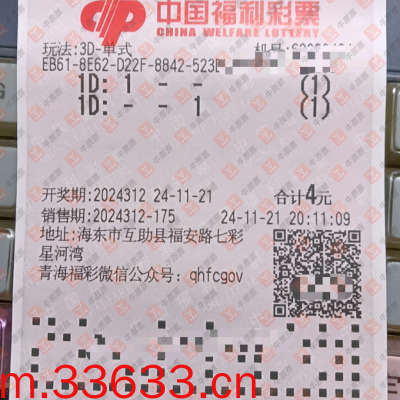 中国福利彩票
CHINA WELFARE LOTTERY
玩法:3D-单式
EB61-8E62-D22F-8842-523
1D: 1 - - (1)
1D: - - 1 (1)
开奖期:2024312 24-11-21 合计4元
销售期:2024312-175 24-11-21 20:11:09
地址:海东市互助县福安路七彩
星河湾
青海福彩微信公众号: qhfcgov
m.33633.cn